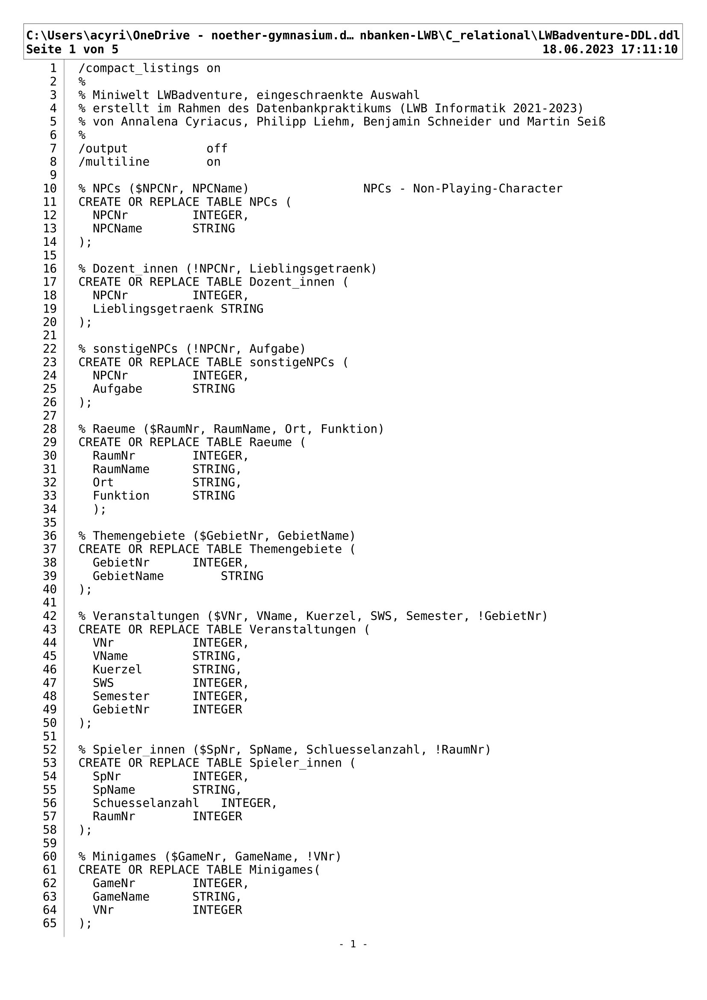 C:\Users\acyri\OneDrive - noether-gymnasium.d… nbanken-LWB\C_relational\LWBadventure-DDL.ddl
Seite 1 von 5 18.06.2023 17:11:10
1 /compact_listings on
2 %
3 % Miniwelt LWBadventure, eingeschraenkte Auswahl
4 % erstellt im Rahmen des Datenbankpraktikums (LWB Informatik 2021-2023)
5 % von Annalena Cyriacus, Philipp Liehm, Benjamin Schneider und Martin Seiß
6 %
7 /output           off
8 /multiline        on
9
10 % NPCs ($NPCNr, NPCName)                NPCs - Non-Playing-Character
11 CREATE OR REPLACE TABLE NPCs (
12   NPCNr         INTEGER,
13   NPCName       STRING
14 );
15
16 % Dozent_innen (!NPCNr, Lieblingsgetraenk)
17 CREATE OR REPLACE TABLE Dozent_innen (
18   NPCNr         INTEGER,
19   Lieblingsgetraenk STRING
20 );
21
22 % sonstigeNPCs (!NPCNr, Aufgabe)
23 CREATE OR REPLACE TABLE sonstigeNPCs (
24   NPCNr         INTEGER,
25   Aufgabe       STRING
26 );
27
28 % Raeume ($RaumNr, RaumName, Ort, Funktion)
29 CREATE OR REPLACE TABLE Raeume (
30   RaumNr        INTEGER,
31   RaumName      STRING,
32   Ort           STRING,
33   Funktion      STRING
34   );
35
36 % Themengebiete ($GebietNr, GebietName)
37 CREATE OR REPLACE TABLE Themengebiete (
38   GebietNr      INTEGER,
39   GebietName        STRING
40 );
41
42 % Veranstaltungen ($VNr, VName, Kuerzel, SWS, Semester, !GebietNr)
43 CREATE OR REPLACE TABLE Veranstaltungen (
44   VNr           INTEGER,
45   VName         STRING,
46   Kuerzel       STRING,
47   SWS           INTEGER,
48   Semester      INTEGER,
49   GebietNr      INTEGER
50 );
51
52 % Spieler_innen ($SpNr, SpName, Schluesselanzahl, !RaumNr)
53 CREATE OR REPLACE TABLE Spieler_innen (
54   SpNr          INTEGER,
55   SpName        STRING,
56   Schuesselanzahl   INTEGER,
57   RaumNr        INTEGER
58 );
59
60 % Minigames ($GameNr, GameName, !VNr)
61 CREATE OR REPLACE TABLE Minigames(
62   GameNr        INTEGER,
63   GameName      STRING,
64   VNr           INTEGER
65 );
- 1 -